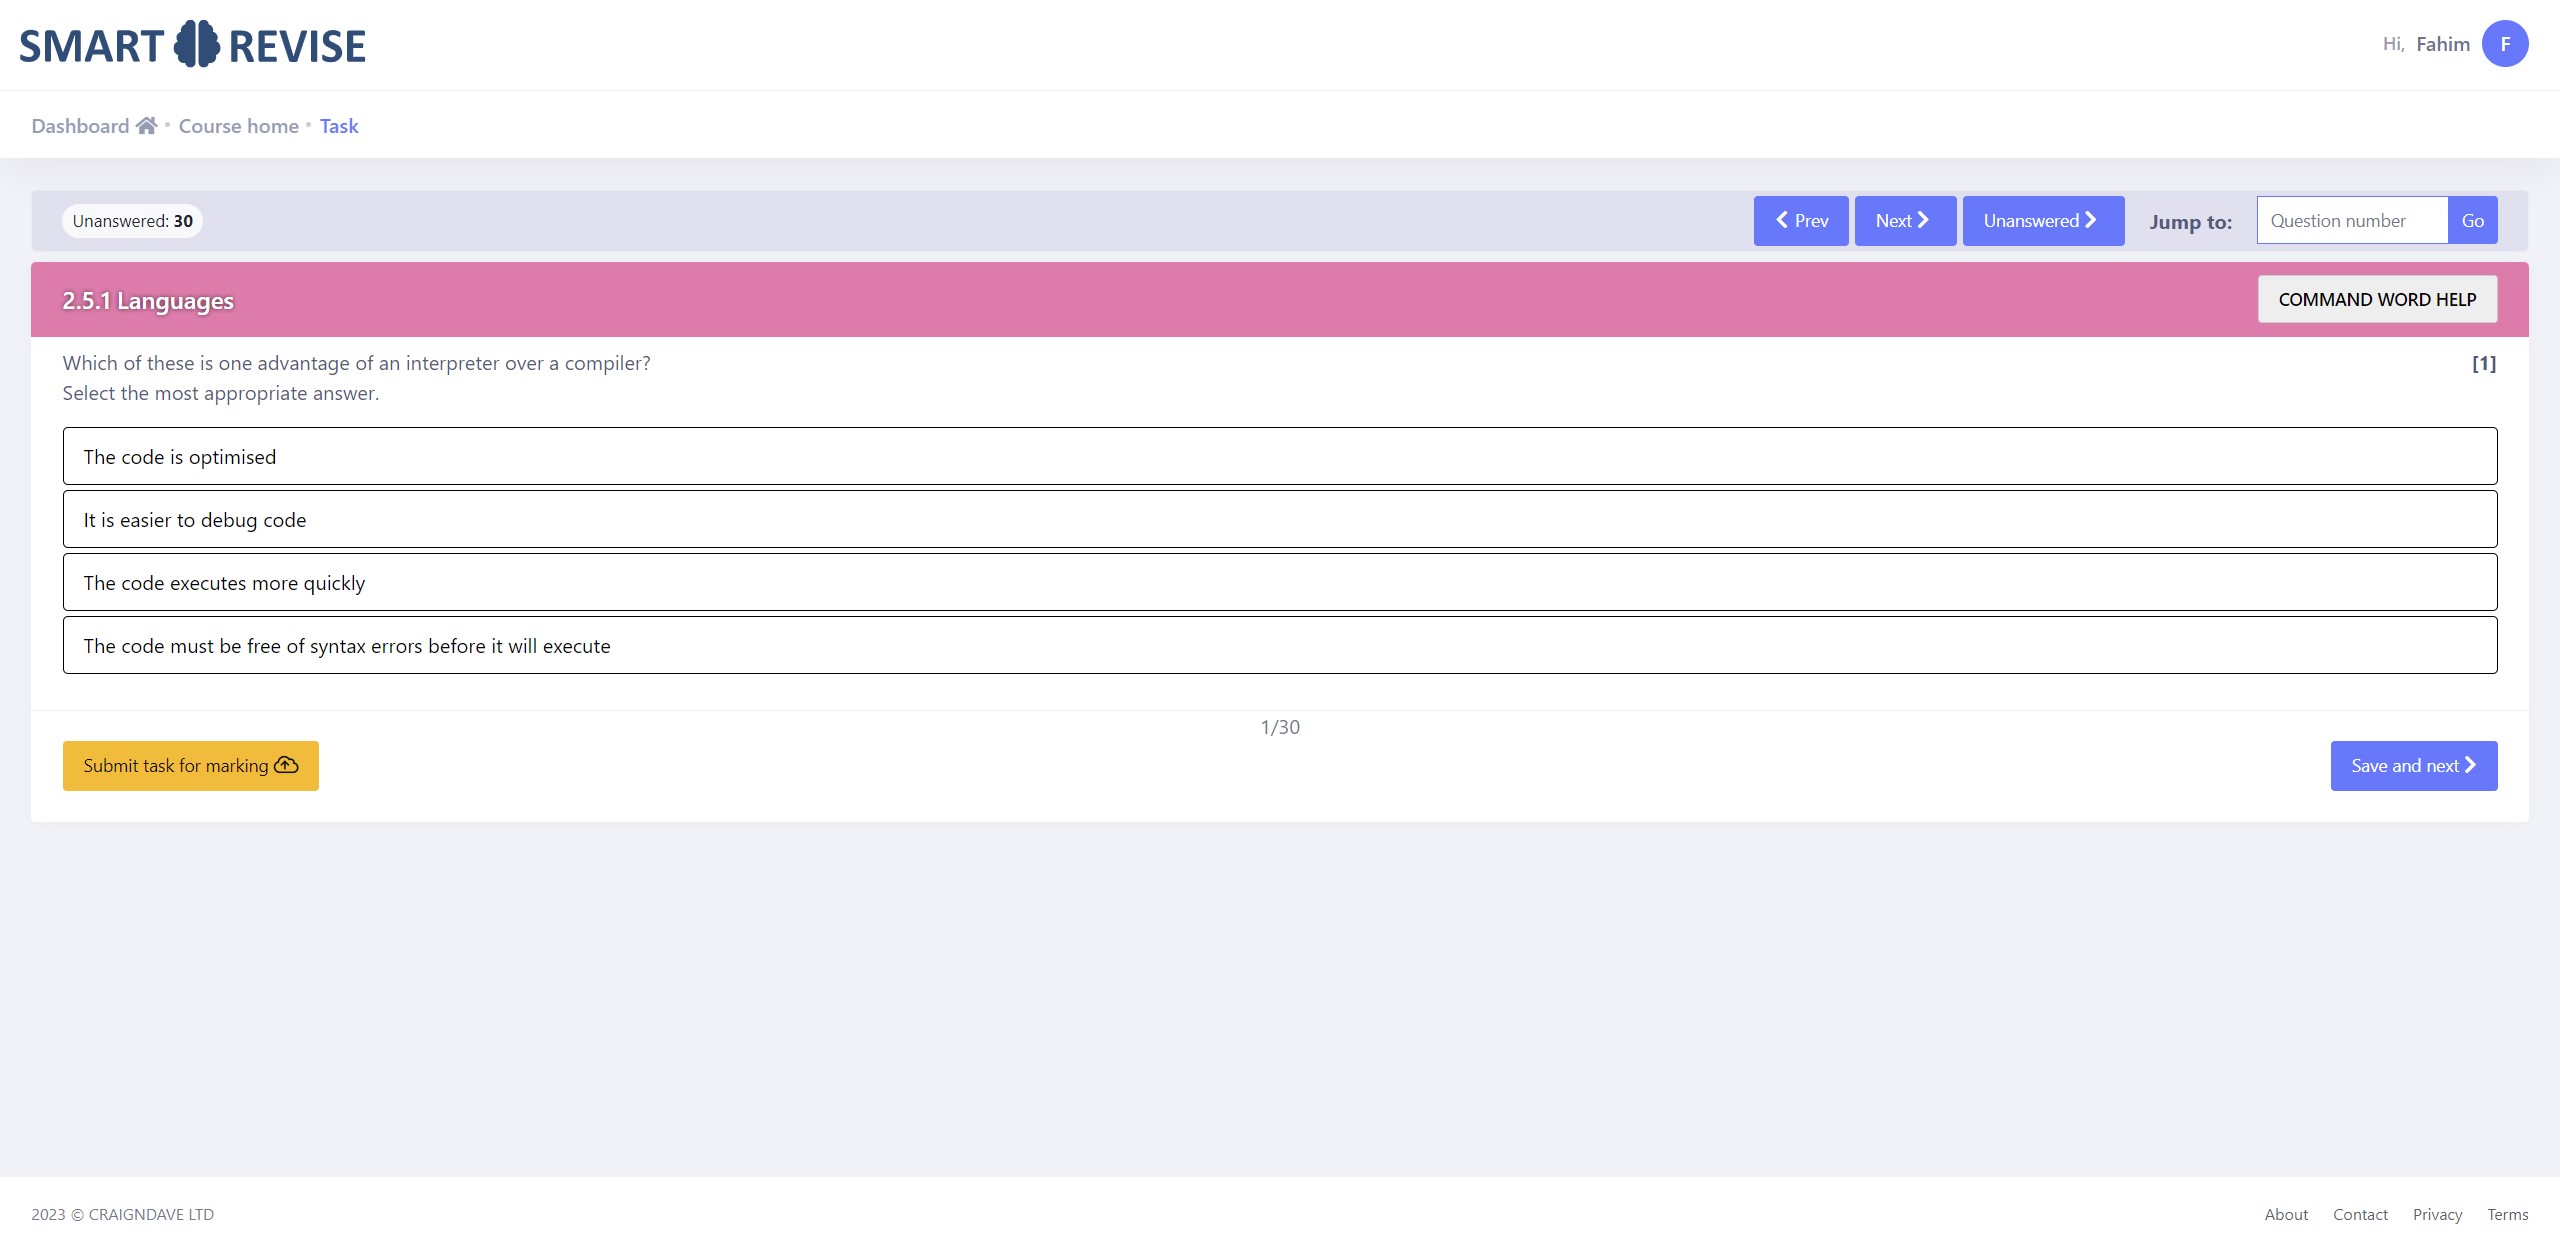 SMART REVISE
Hi, Fahim F
Dashboard • Course home • Task
Unanswered: 30
Prev
Next
Unanswered
Jump to:
Question number
Go
2.5.1 Languages
COMMAND WORD HELP
Which of these is one advantage of an interpreter over a compiler?
[1]
Select the most appropriate answer.
The code is optimised
It is easier to debug code
The code executes more quickly
The code must be free of syntax errors before it will execute
1/30
Submit task for marking
Save and next
2023 © CRAIGNDAVE LTD
About
Contact
Privacy
Terms